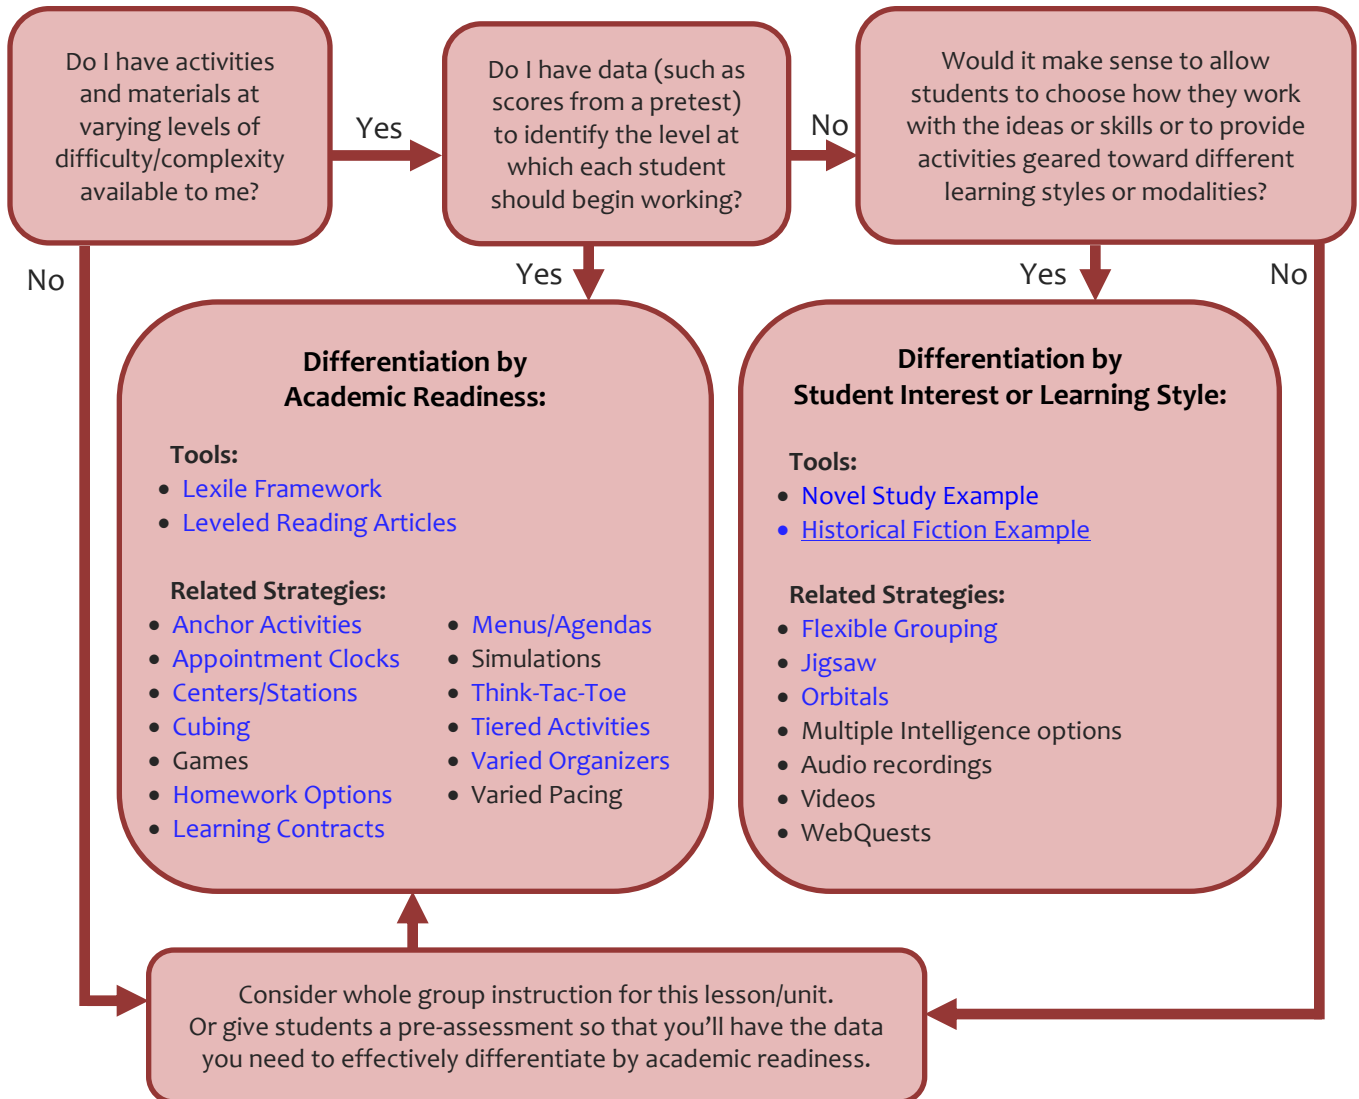 Do I have activities
and materials at
varying levels of
difficulty/complexity
available to me?
Yes
Do I have data (such as
scores from a pretest)
to identify the level at
which each student
should begin working?
No
Would it make sense to allow
students to choose how they work
with the ideas or skills or to provide
activities geared toward different
learning styles or modalities?
No
Yes
Yes
No
Differentiation by
Academic Readiness:
Tools:
• Lexile Framework
• Leveled Reading Articles
Related Strategies:
• Anchor Activities
• Appointment Clocks
• Centers/Stations
• Cubing
• Games
• Homework Options
• Learning Contracts
• Menus/Agendas
• Simulations
• Think-Tac-Toe
• Tiered Activities
• Varied Organizers
• Varied Pacing
Differentiation by
Student Interest or Learning Style:
Tools:
• Novel Study Example
• Historical Fiction Example
Related Strategies:
• Flexible Grouping
• Jigsaw
• Orbitals
• Multiple Intelligence options
• Audio recordings
• Videos
• WebQuests
Consider whole group instruction for this lesson/unit.
Or give students a pre-assessment so that you'll have the data
you need to effectively differentiate by academic readiness.